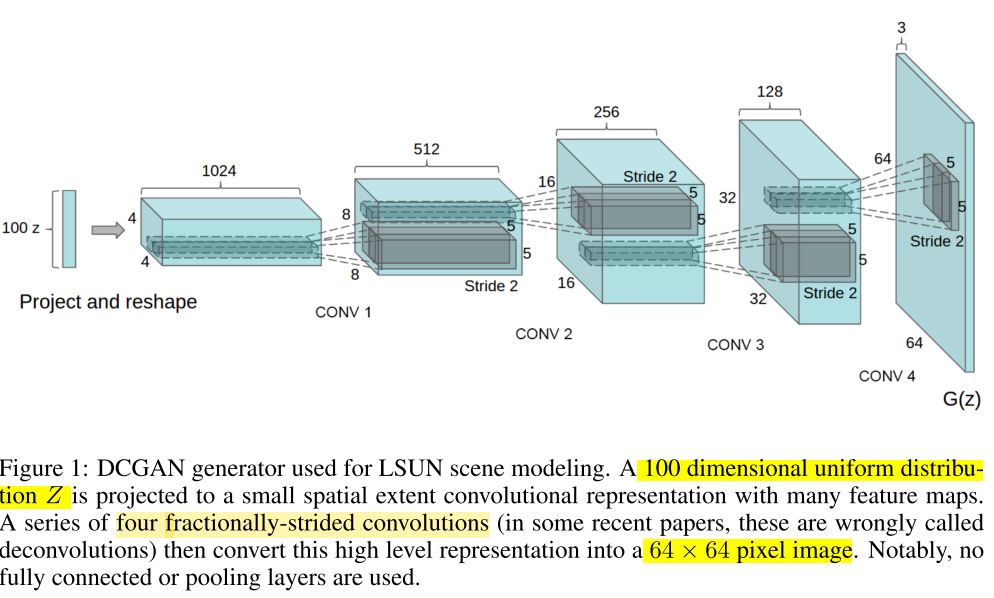 3
128
256
512
1024
64
5
5
16
Stride 2
5
5
32
8
5
5
4
100 z
4
8
16
32
5
5
Stride 2
Stride 2
Stride 2
64
Project and reshape
CONV 1
CONV 2
CONV 3
CONV 4
G(z)
Figure 1: DCGAN generator used for LSUN scene modeling. A 100 dimensional uniform distribu-
tion Z is projected to a small spatial extent convolutional representation with many feature maps.
A series of four fractionally-strided convolutions (in some recent papers, these are wrongly called
deconvolutions) then convert this high level representation into a 64 × 64 pixel image. Notably, no
fully connected or pooling layers are used.